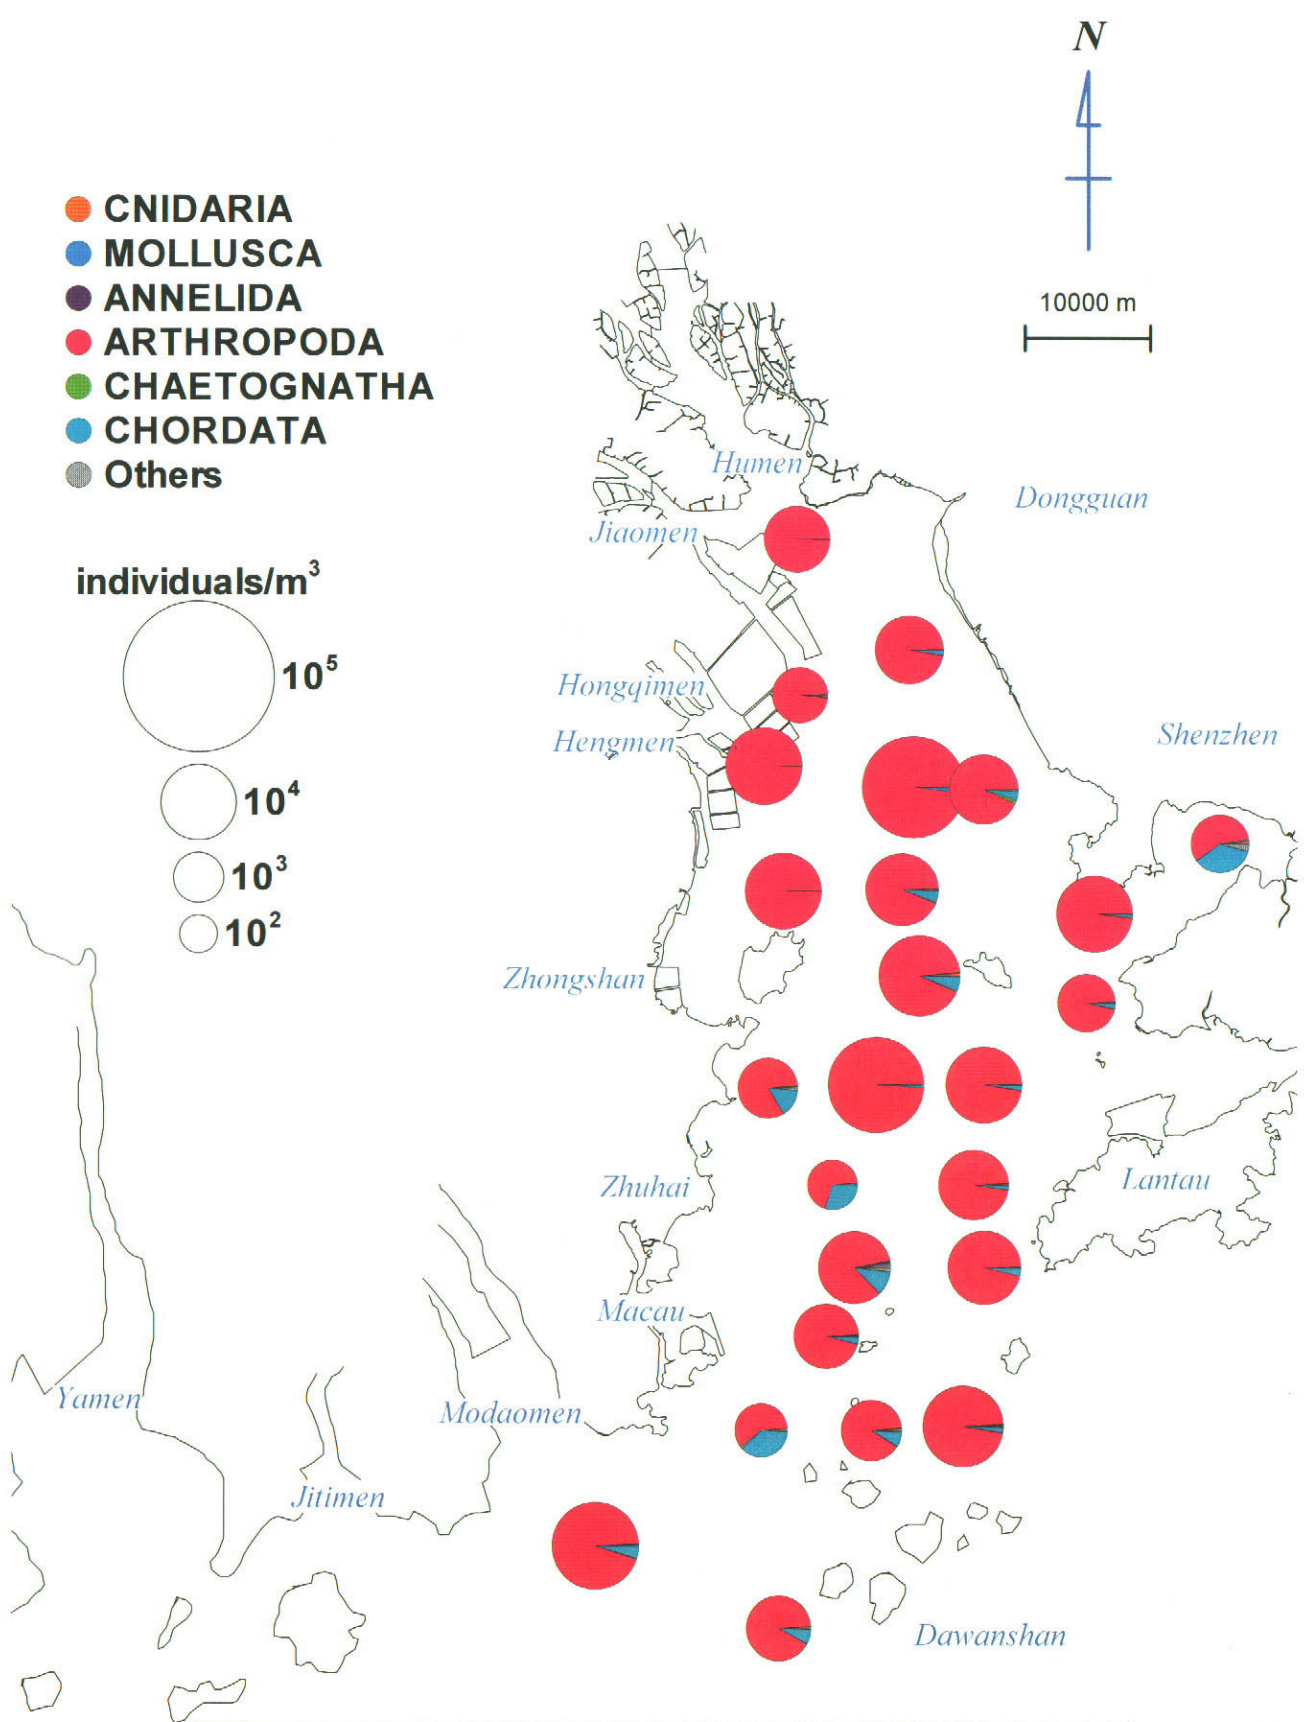 N
10000 m
CNIDARIA
MOLLUSCA
ANNELIDA
ARTHROPODA
CHAETOGNATHA
CHORDATA
Others
individuals/m³
10⁵
10⁴
10³
10²
Humen
Dongguan
Jiaomen
Hongqimen
Hengmen
Shenzhen
Zhongshan
Zhuhai
Lantau
Macau
Yamen
Modaomen
Jitimen
Dawanshan